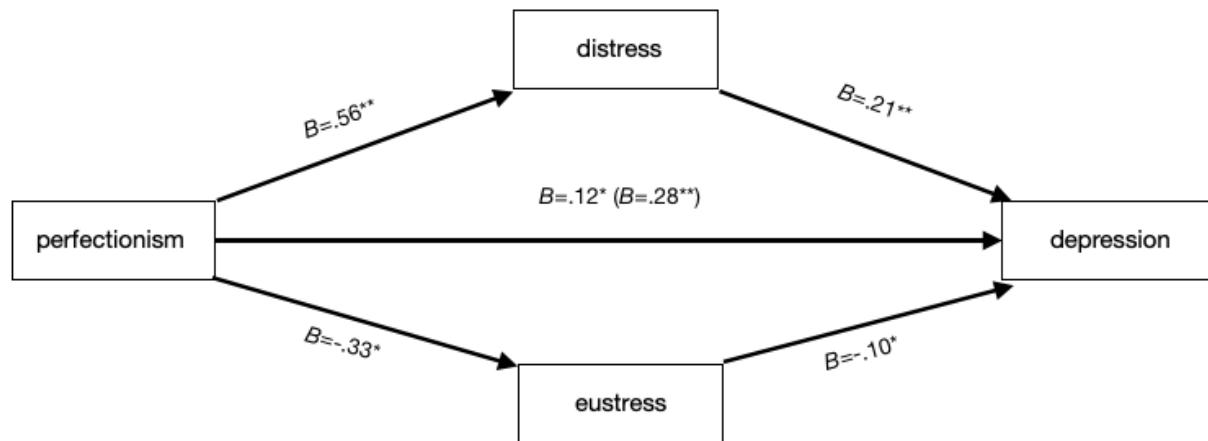 distress
B=.56**
B=.21**
B=.12* (B=.28**)
perfectionism
depression
B=-.33*
B=-.10*
eustress